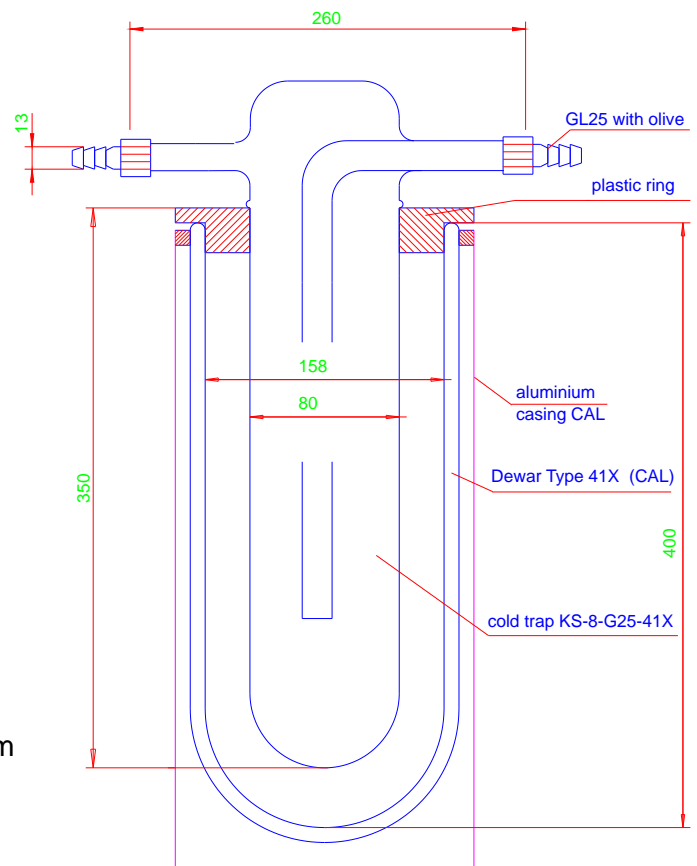 260
13
GL25 with olive
plastic ring
158
80
aluminium
casing CAL
350
Dewar Type 41X (CAL)
400
cold trap KS-8-G25-41X
m